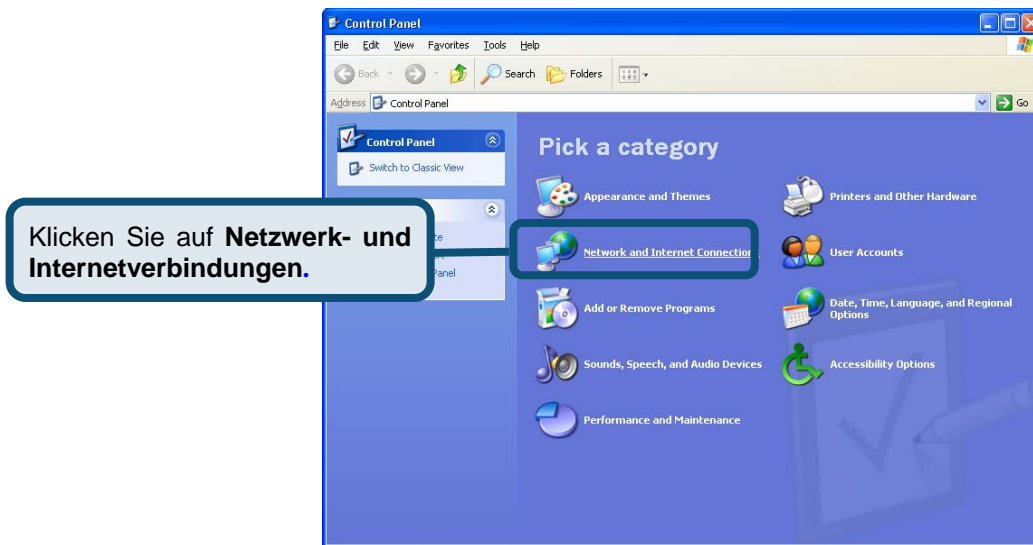 Control Panel
File Edit View Favorites Tools Help
Back Search Folders
Address Control Panel Go
Control Panel
Switch to Classic View
Pick a category
Appearance and Themes
Printers and Other Hardware
Klicken Sie auf Netzwerk- und
Internetverbindungen.
Panel
Network and Internet Connections
User Accounts
Add or Remove Programs
Date, Time, Language, and Regional
Options
Sounds, Speech, and Audio Devices
Accessibility Options
Performance and Maintenance